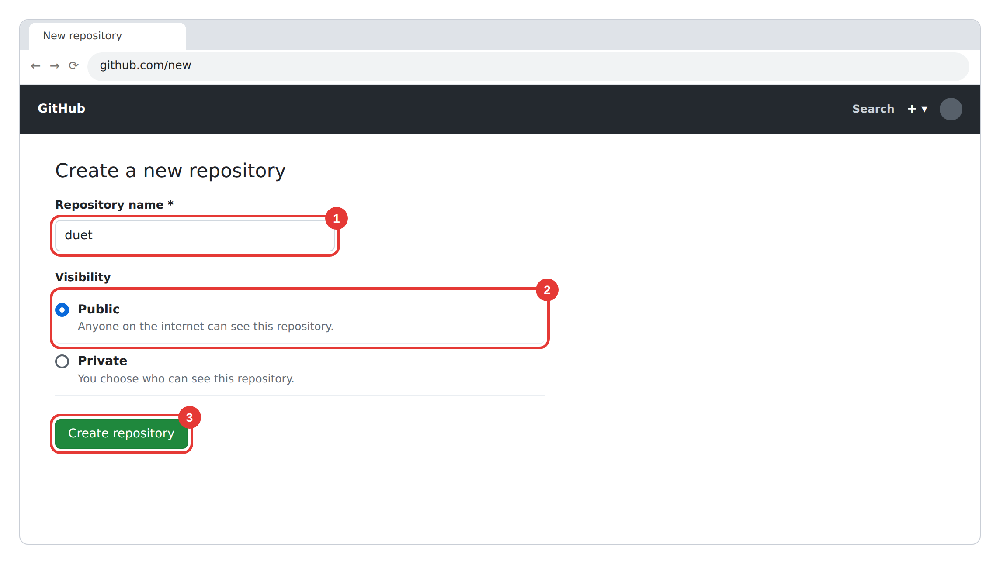 New repository
← → ⟳ github.com/new
GitHub Search + ▼
Create a new repository
Repository name *
1
duet
Visibility
2
Public
Anyone on the internet can see this repository.
Private
You choose who can see this repository.
3
Create repository